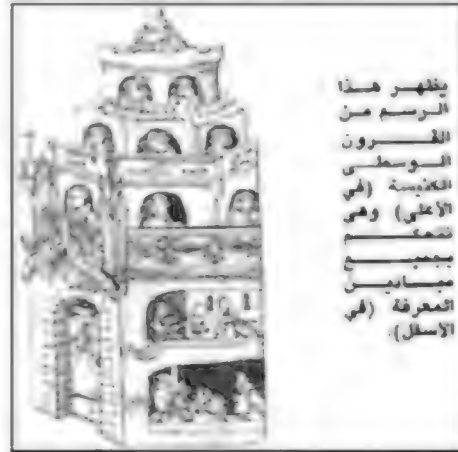 يظهر هذا
الرسم من
القرون
الوسطى
الكنيسة (في
الأعلى) وهي
تتحكم
بجميع
ميادين
المعرفة (في
الأسفل).